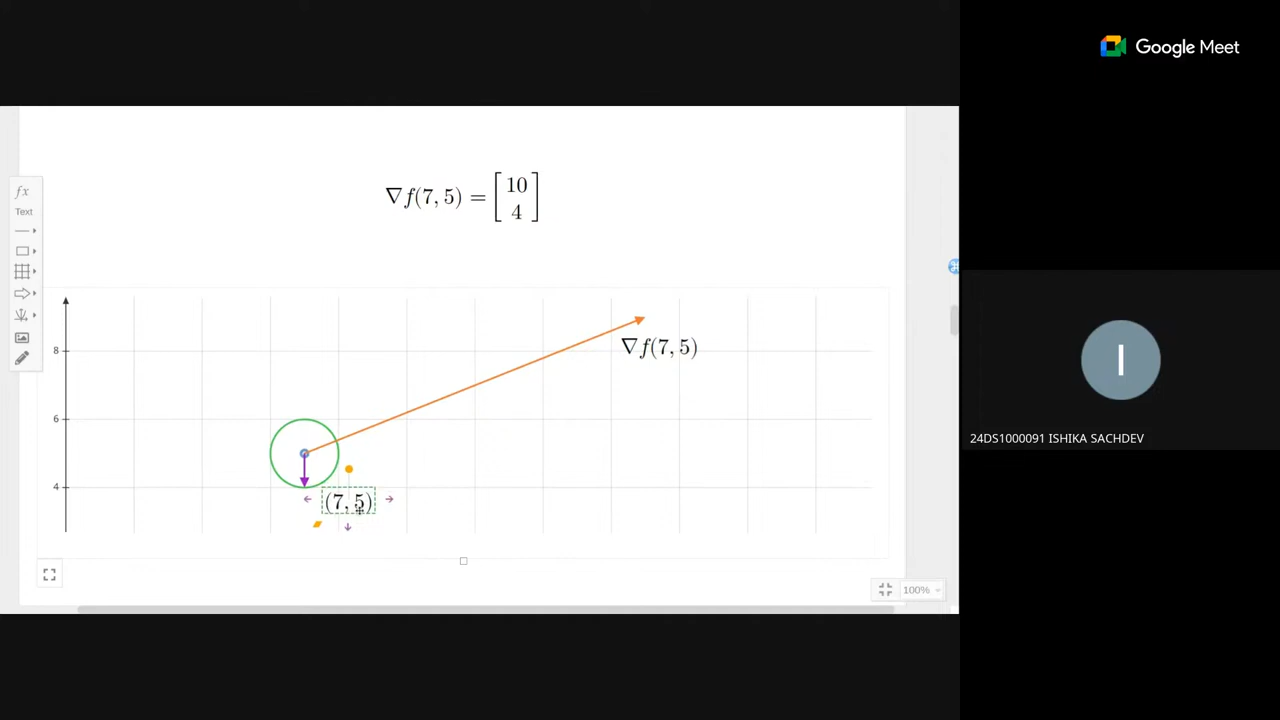 Google Meet
∇f(7, 5) = [10
4]
fx
Text
8
∇f(7, 5)
6
4
(7, 5)
100%
I
24DS1000091 ISHIKA SACHDEV